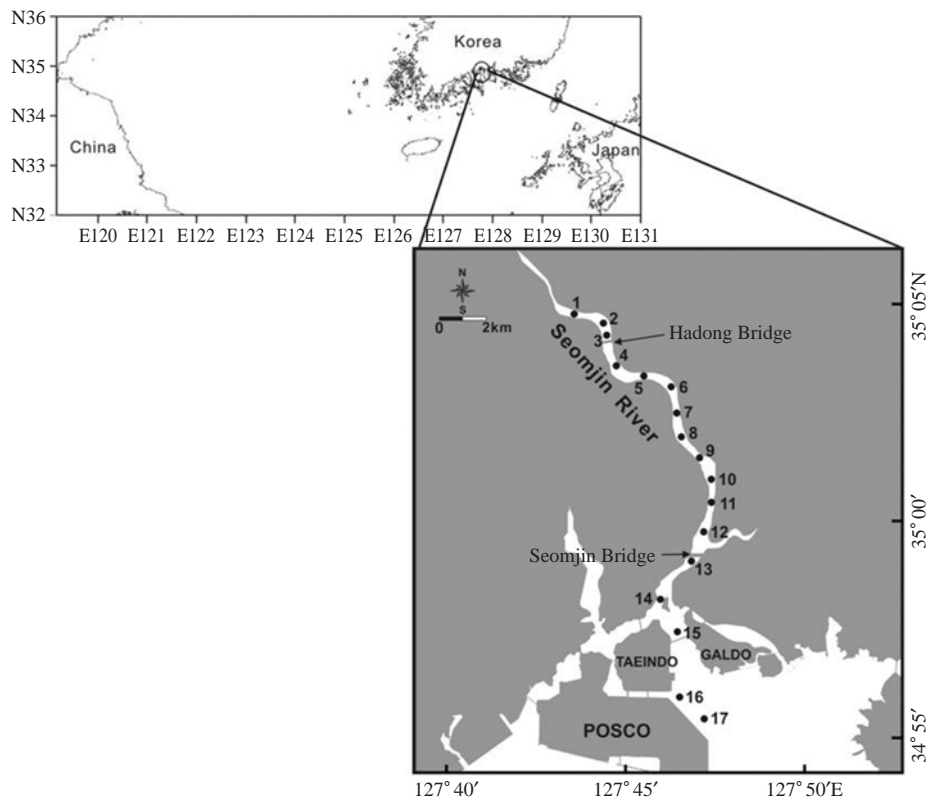 N36
N35
N34
N33
N32
Korea
China
Japan
E120 E121 E122 E123 E124 E125 E126 E127 E128 E129 E130 E131
N
S
0 2km
Seomjin River
Hadong Bridge
Seomjin Bridge
1
2
3
4
5
6
7
8
9
10
11
12
13
14
15
16
17
TAEINDO
GALDO
POSCO
35°05′N
35°00′
34°55′
127°40′ 127°45′ 127°50′E